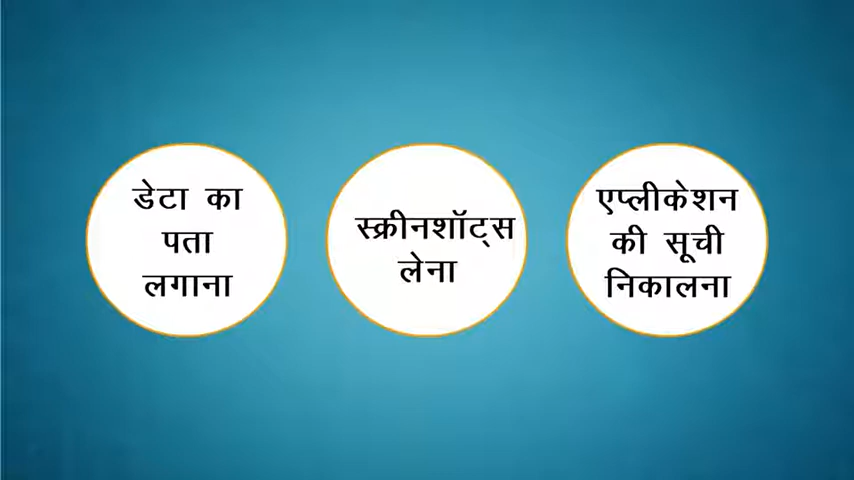 डेटा का
पता
लगाना
स्क्रीनशॉट्स
लेना
एप्लीकेशन
की सूची
निकालना